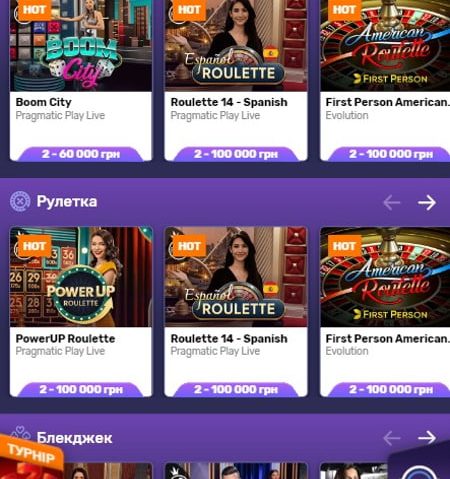 HOT
HOT
HOT
BOOM
City
Español
ROULETTE
American
Roulette
FIRST PERSON
Boom City
Roulette 14 - Spanish
First Person American.
Pragmatic Play Live
Pragmatic Play Live
Evolution
2 - 60 000 грн
2 - 100 000 грн
2 - 100 000 грн
Рулетка
HOT
HOT
HOT
POWER UP
ROULETTE
Español
ROULETTE
American
Roulette
FIRST PERSON
PowerUP Roulette
Roulette 14 - Spanish
First Person American.
Pragmatic Play Live
Pragmatic Play Live
Evolution
2 - 100 000 грн
2 - 100 000 грн
2 - 100 000 грн
Блекджек
ТУРНІР